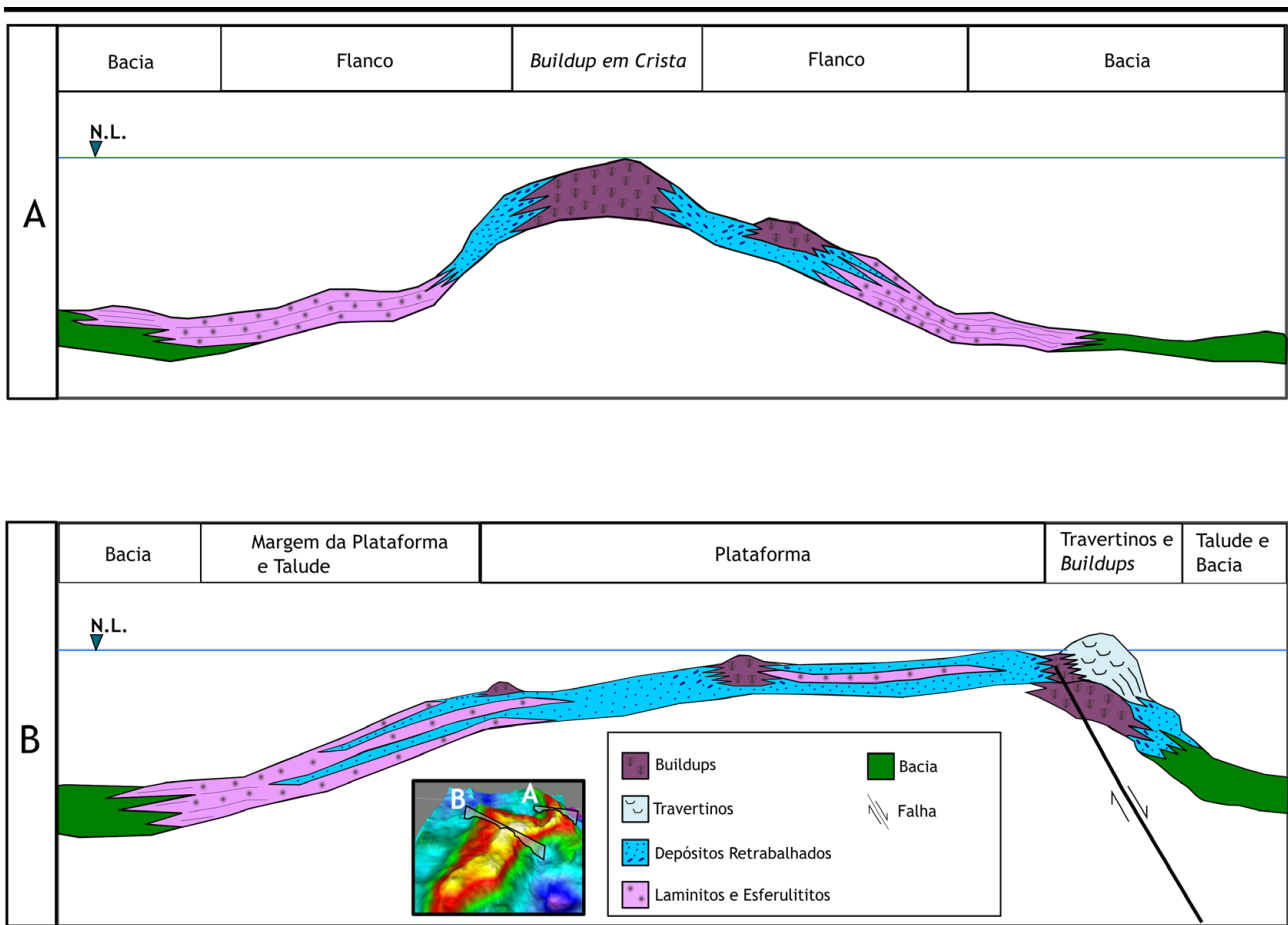 Bacia
Flanco
Buildup em Crista
Flanco
Bacia
N.L.
A
Bacia
Margem da Plataforma
e Talude
Plataforma
Travertinos e
Buildups
Talude e
Bacia
N.L.
B
B
A
Buildups
Travertinos
Depósitos Retrabalhados
Laminitos e Esferulititos
Bacia
Falha